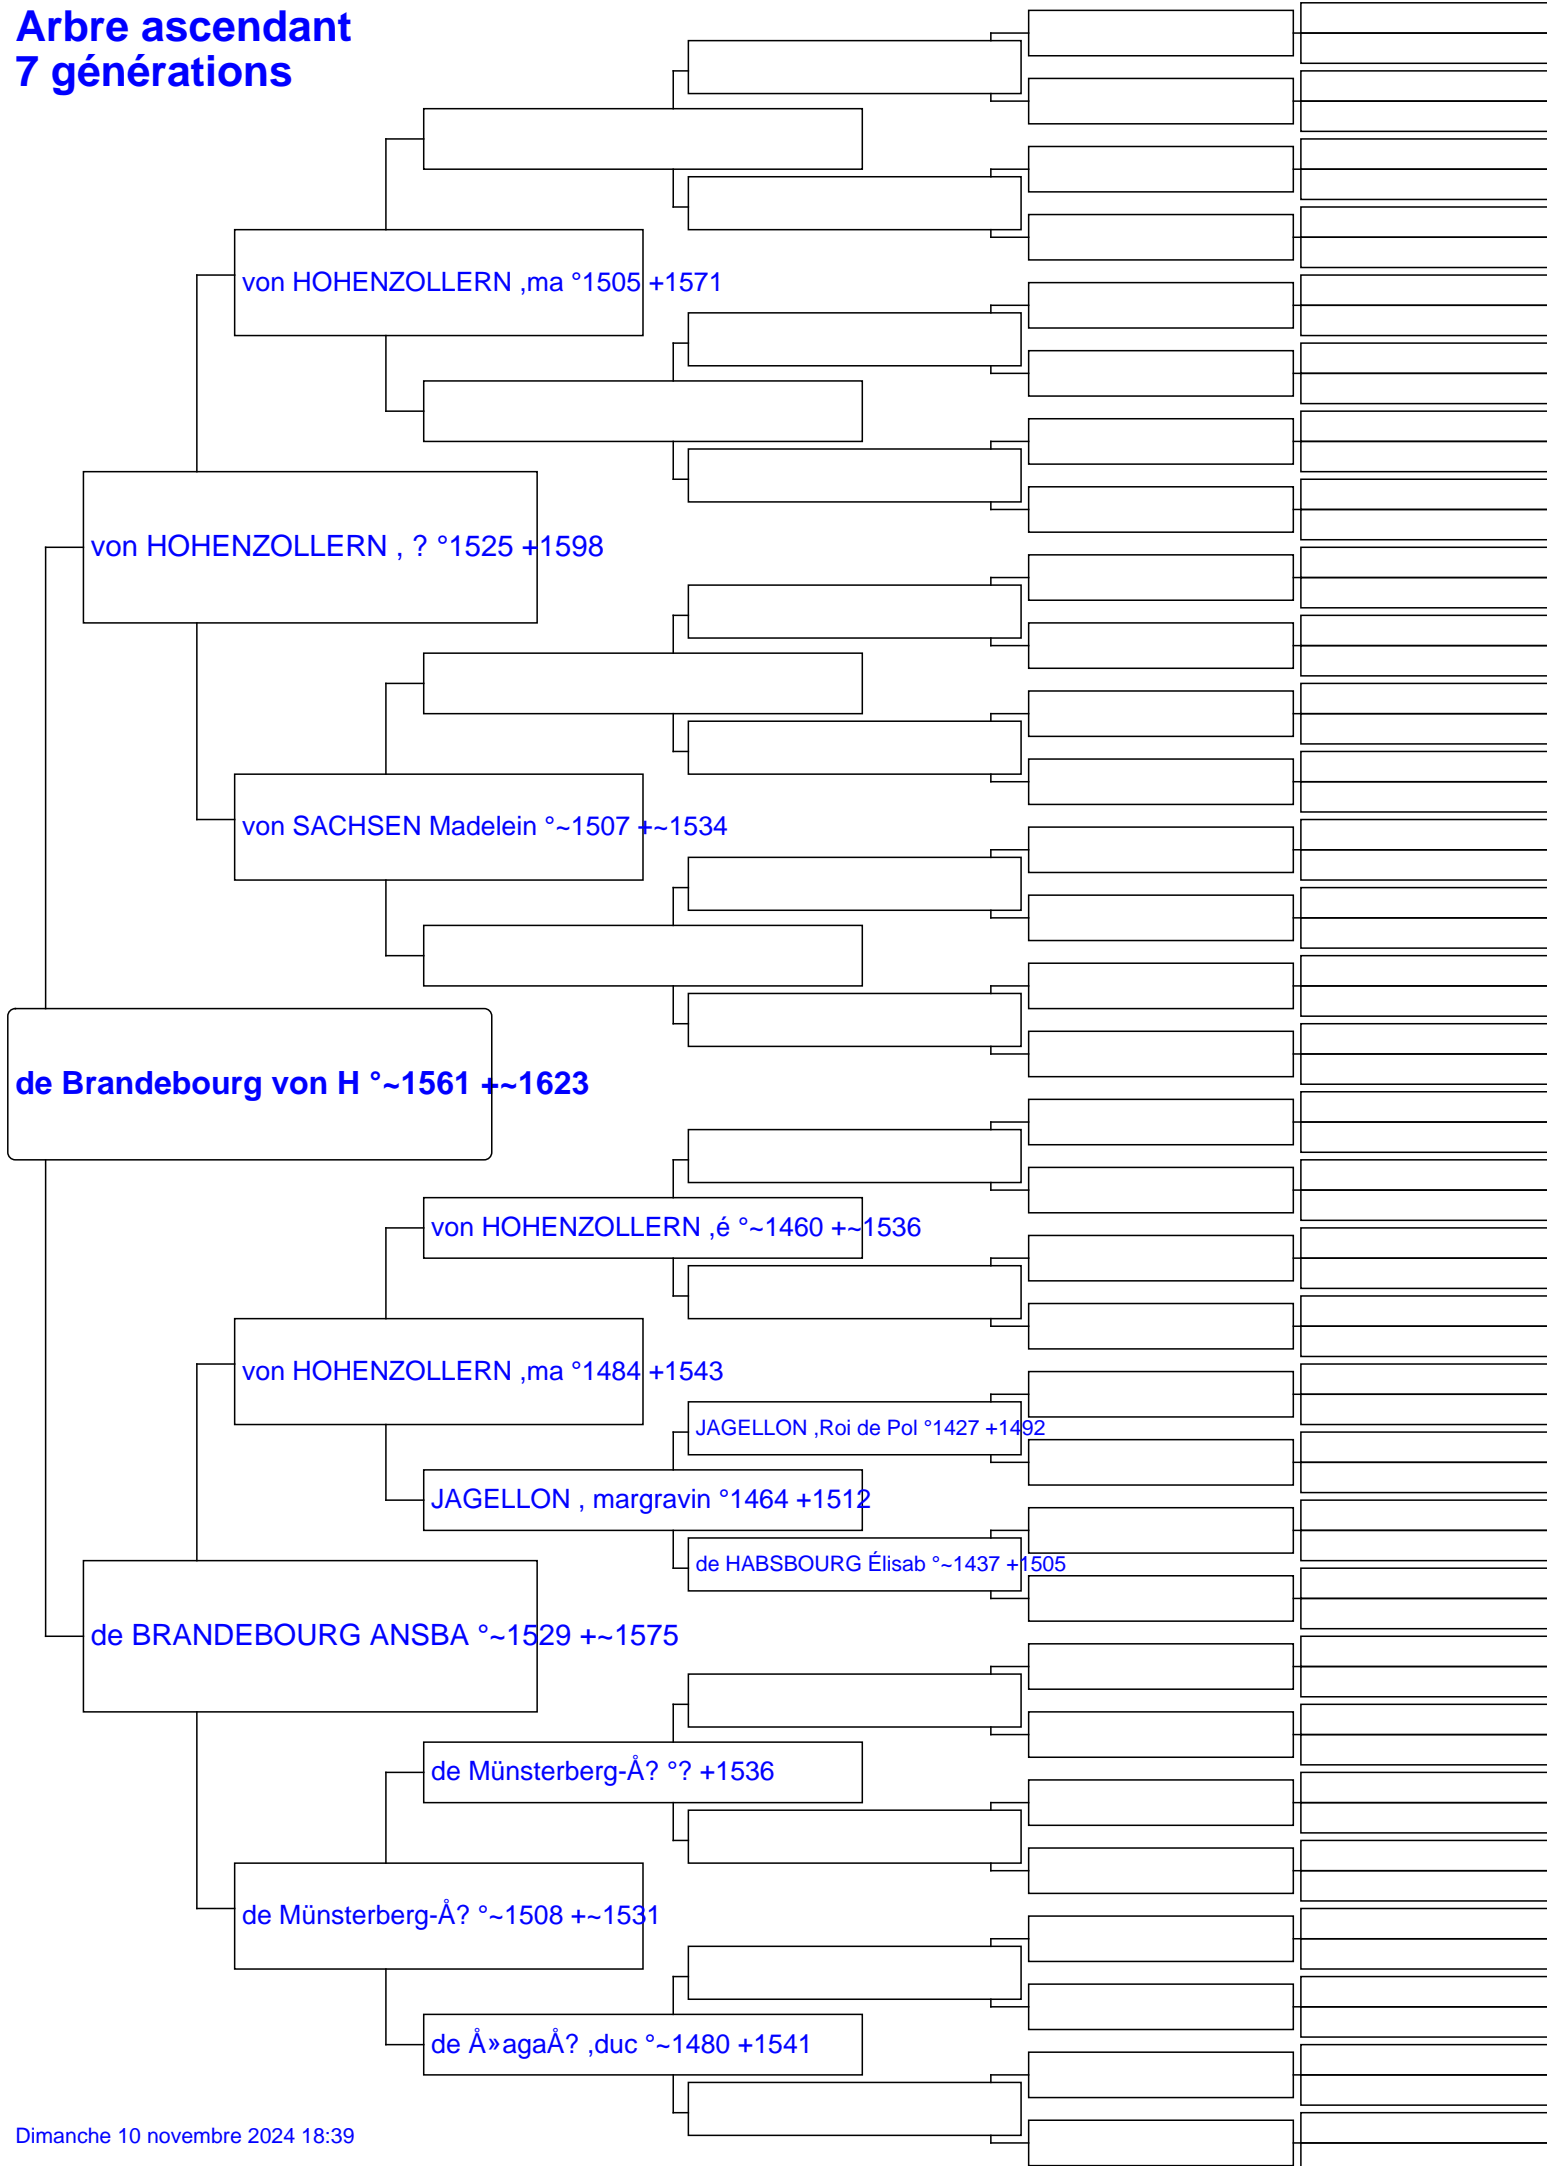 Arbre ascendant
7 générations
von HOHENZOLLERN ,ma °1505 +1571
von HOHENZOLLERN , ? °1525 +1598
von SACHSEN Madelein °~1507 +~1534
de Brandebourg von H °~1561 +~1623
von HOHENZOLLERN ,é °~1460 +~1536
von HOHENZOLLERN ,ma °1484 +1543
JAGELLON ,Roi de Pol °1427 +1492
JAGELLON , margravin °1464 +1512
de HABSBOURG Élisab °~1437 +1505
de BRANDEBOURG ANSBA °~1529 +~1575
de Münsterberg-Å? °? +1536
de Münsterberg-Å? °~1508 +~1531
de Å»agaÅ? ,duc °~1480 +1541
Dimanche 10 novembre 2024 18:39